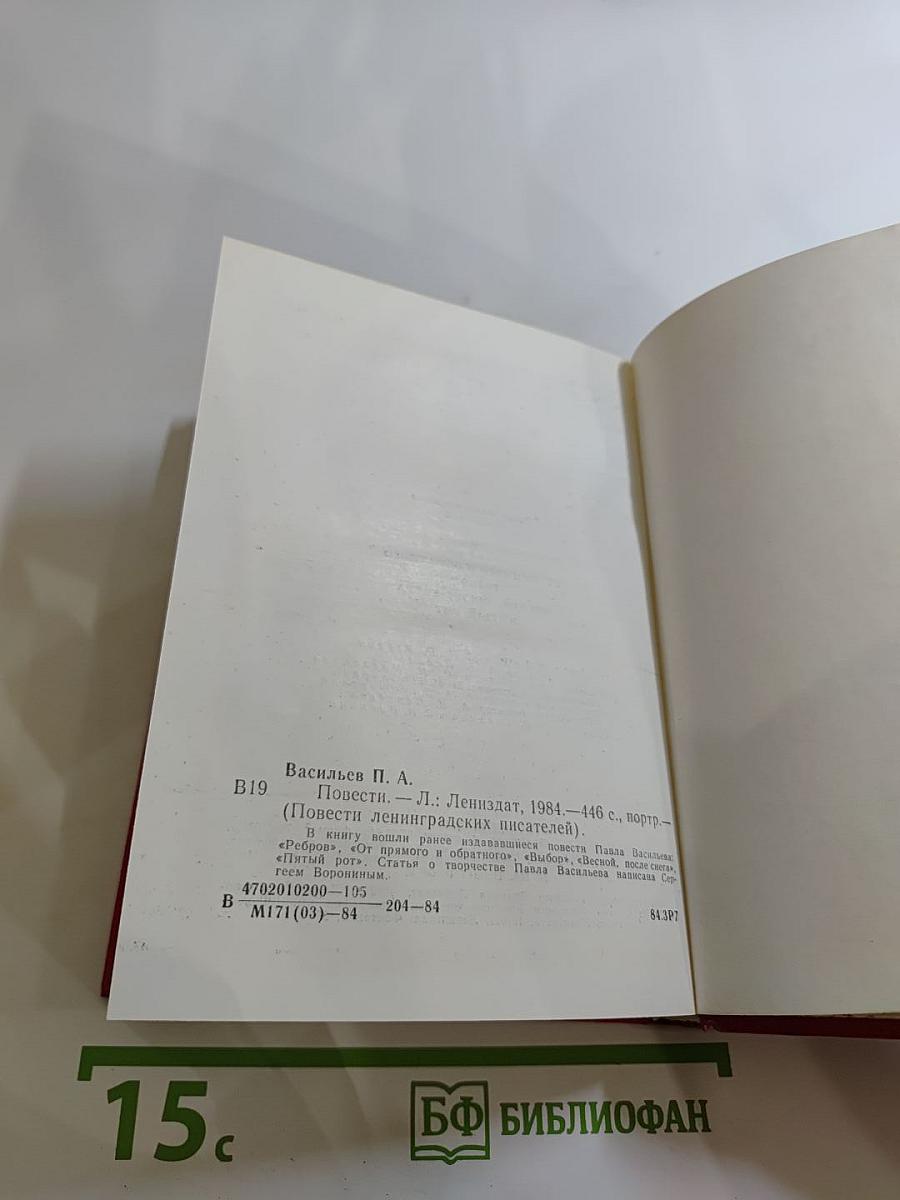 Васильев П. А.
В19 Повести. — Л.: Лениздат, 1984.—446 с., портр.—
(Повести ленинградских писателей).
В книгу вошли ранее издававшиеся повести Павла Васильева:
«Ребров», «От прямого и обратного», «Выбор», «Весной, после снега»,
«Пятый рот». Статья о творчестве Павла Васильева написана Сер-
геем Ворониным.
В 4702010200—195
М171(03)—84 204—84
84.3Р7
15 с
БФ БИБЛИОФАН